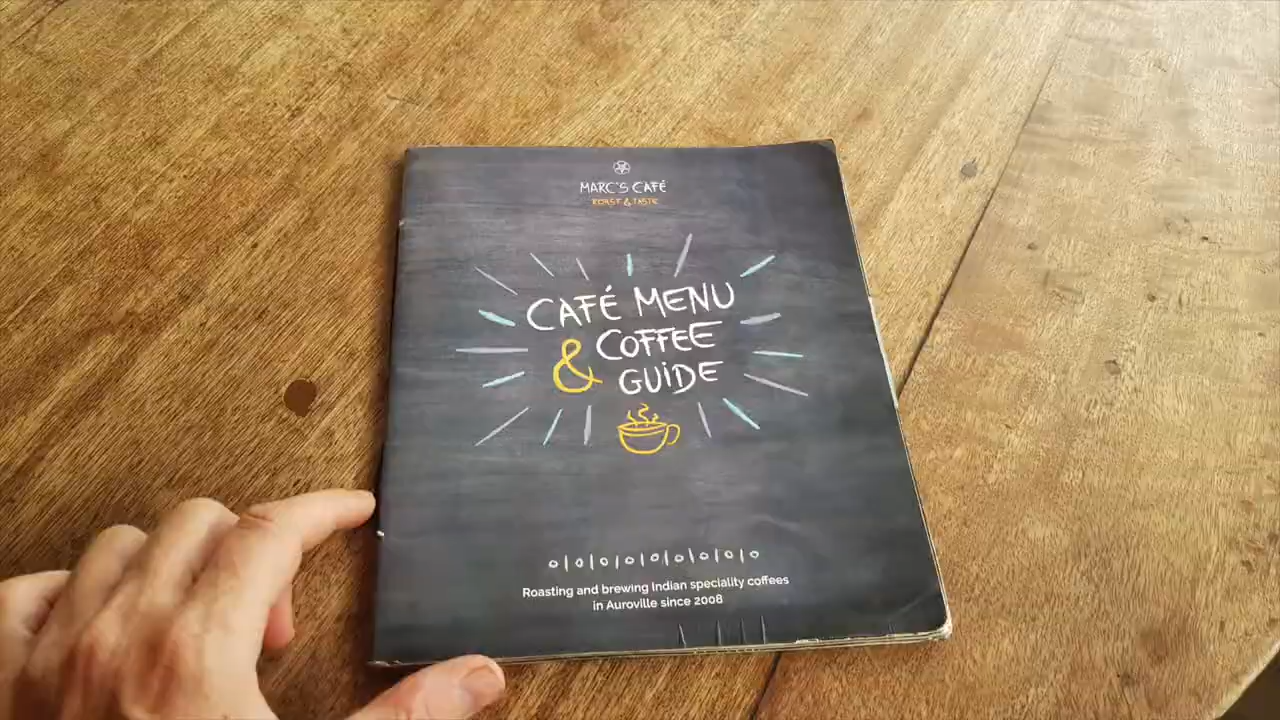 MARC'S CAFÉ
ROAST & TASTE
CAFÉ MENU
& COFFEE
GUIDE
Roasting and brewing Indian speciality coffees
in Auroville since 2008